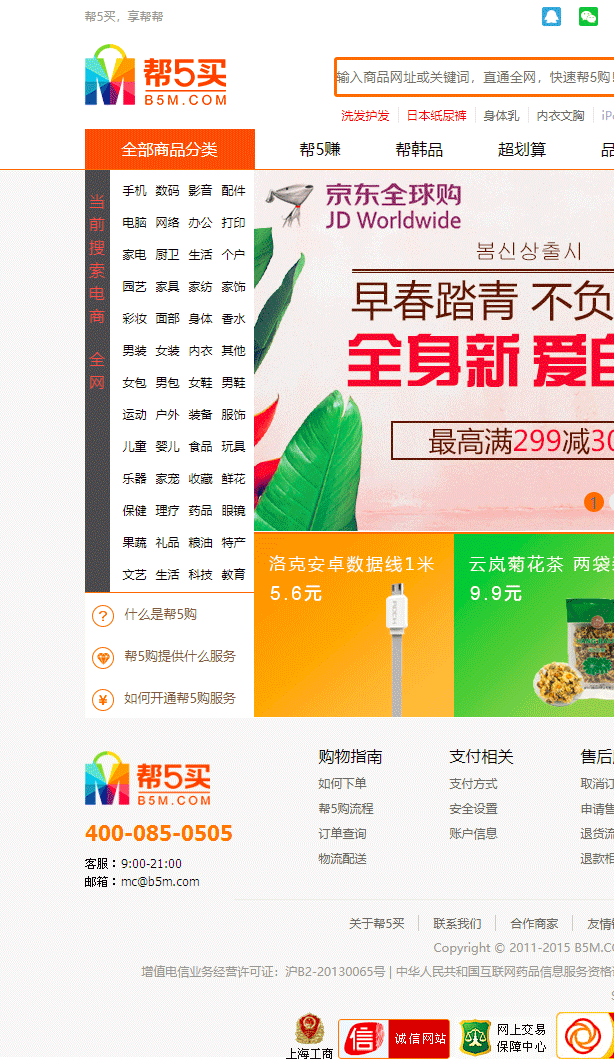 帮5买，享帮帮
帮5买
B5M.COM
输入商品网址或关键词，直通全网，快速帮5购!
洗发护发 日本纸尿裤 身体乳 内衣文胸
全部商品分类 帮5赚 帮韩品 超划算 品
当前搜索电商 全网
手机 数码 影音 配件
电脑 网络 办公 打印
家电 厨卫 生活 个户
园艺 家具 家纺 家饰
彩妆 面部 身体 香水
男装 女装 内衣 其他
女包 男包 女鞋 男鞋
运动 户外 装备 服饰
儿童 婴儿 食品 玩具
乐器 家宠 收藏 鲜花
保健 理疗 药品 眼镜
果蔬 礼品 粮油 特产
文艺 生活 科技 教育
京东全球购
JD Worldwide
봄신상출시
早春踏青 不负
全身新 爱自
最高满299减30
1
洛克安卓数据线1米
5.6元
云岚菊花茶 两袋
9.9元
什么是帮5购
帮5购提供什么服务
如何开通帮5购服务
帮5买
B5M.COM
400-085-0505
客服：9:00-21:00
邮箱：mc@b5m.com
购物指南
如何下单
帮5购流程
订单查询
物流配送
支付相关
支付方式
安全设置
账户信息
售后
取消订
申请售
退货流
退款相
关于帮5买 联系我们 合作商家 友情
Copyright © 2011-2015 B5M.CO
增值电信业务经营许可证：沪B2-20130065号 | 中华人民共和国互联网药品信息服务资格
上海工商
信 诚信网站
网上交易
保障中心